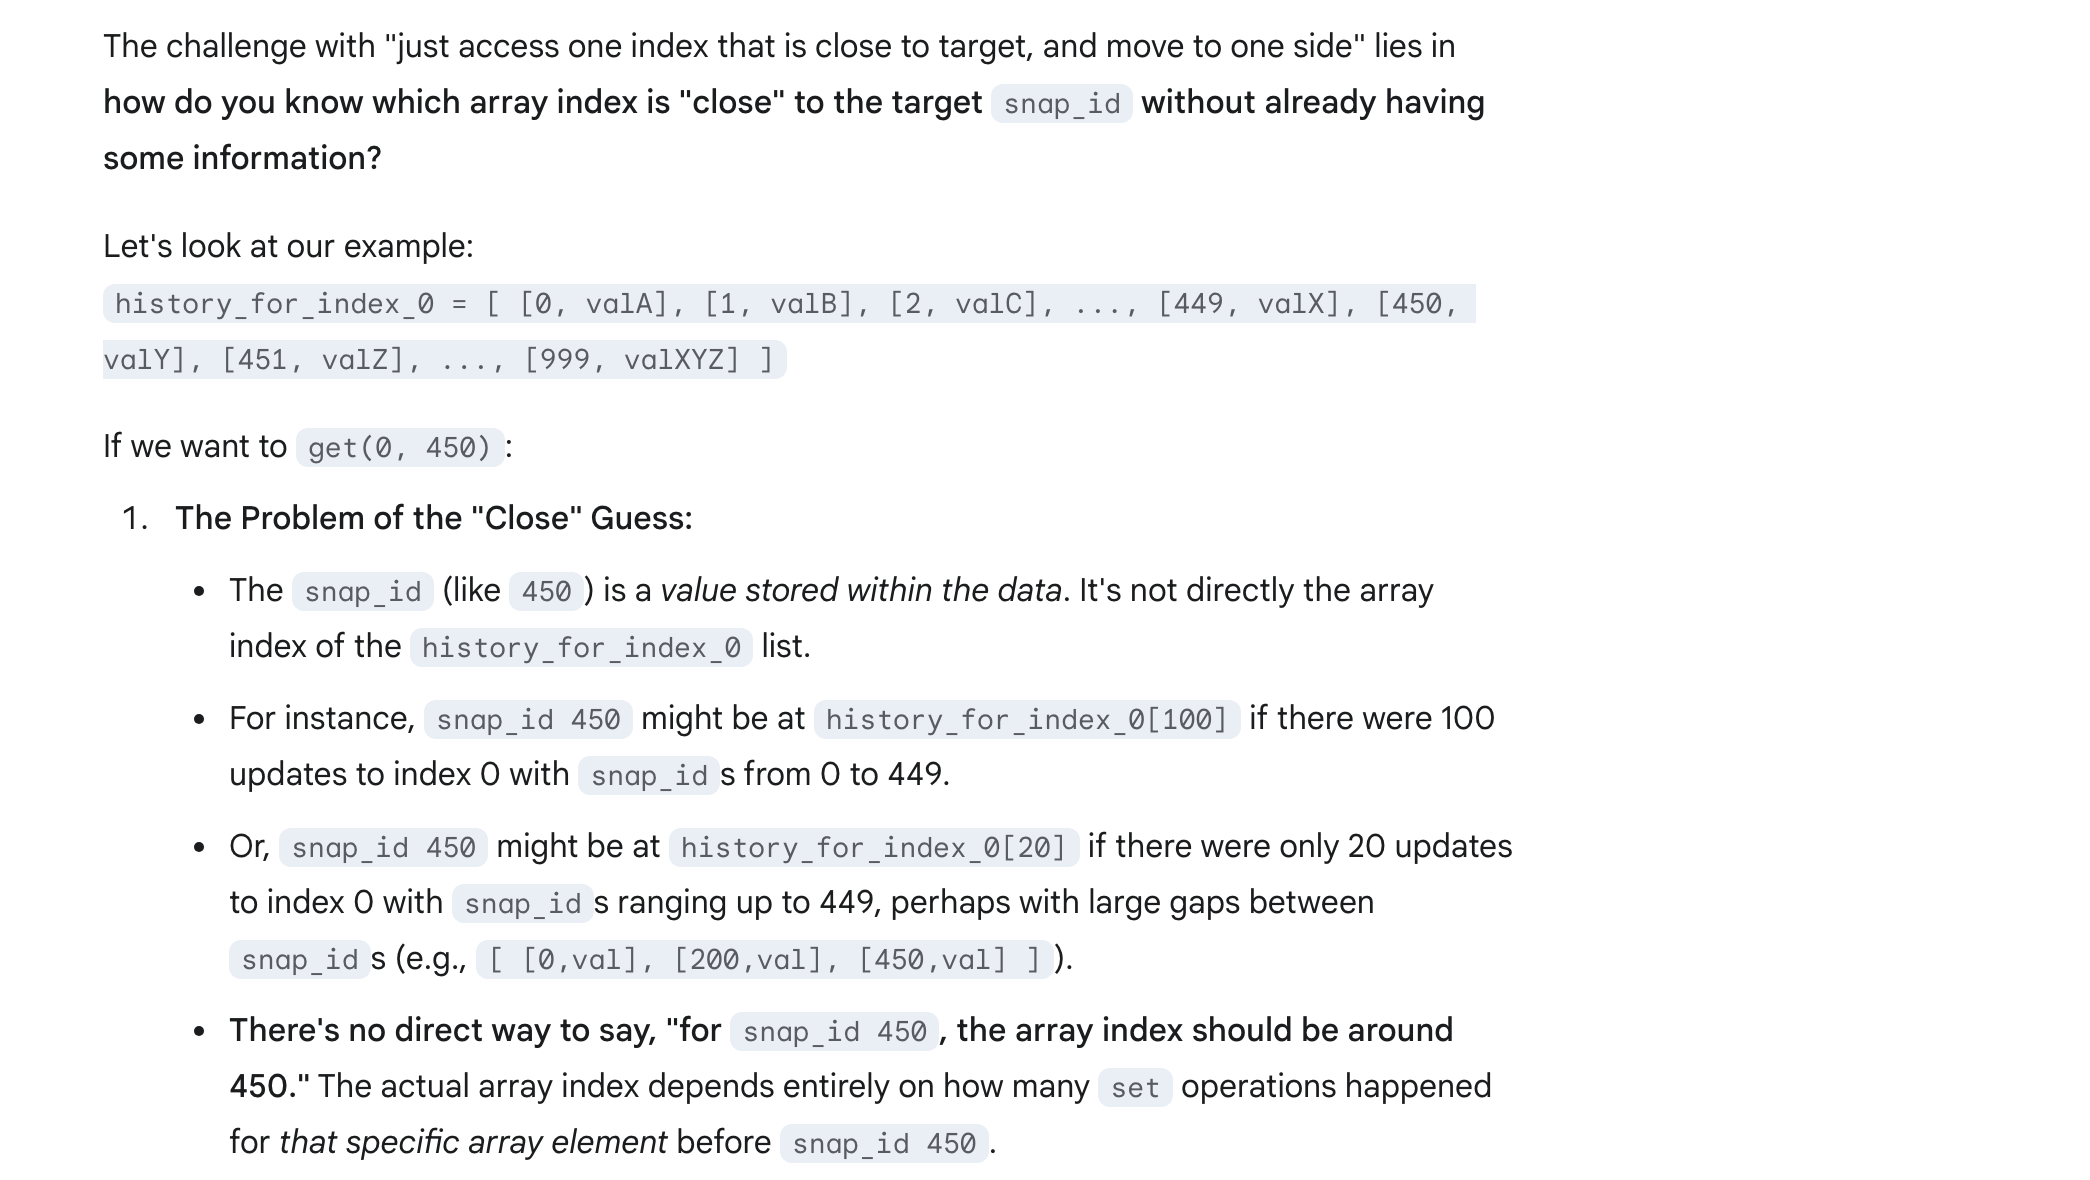 The challenge with "just access one index that is close to target, and move to one side" lies in
how do you know which array index is "close" to the target snap_id without already having
some information?
Let's look at our example:
history_for_index_0 = [ [0, valA], [1, valB], [2, valC], ..., [449, valX], [450,
valY], [451, valZ], ..., [999, valXYZ] ]
If we want to get(0, 450):
1. The Problem of the "Close" Guess:
• The snap_id (like 450) is a value stored within the data. It's not directly the array
index of the history_for_index_0 list.
• For instance, snap_id 450 might be at history_for_index_0[100] if there were 100
updates to index 0 with snap_id s from 0 to 449.
• Or, snap_id 450 might be at history_for_index_0[20] if there were only 20 updates
to index 0 with snap_id s ranging up to 449, perhaps with large gaps between
snap_id s (e.g., [ [0,val], [200,val], [450,val] ]).
• There's no direct way to say, "for snap_id 450, the array index should be around
450." The actual array index depends entirely on how many set operations happened
for that specific array element before snap_id 450.